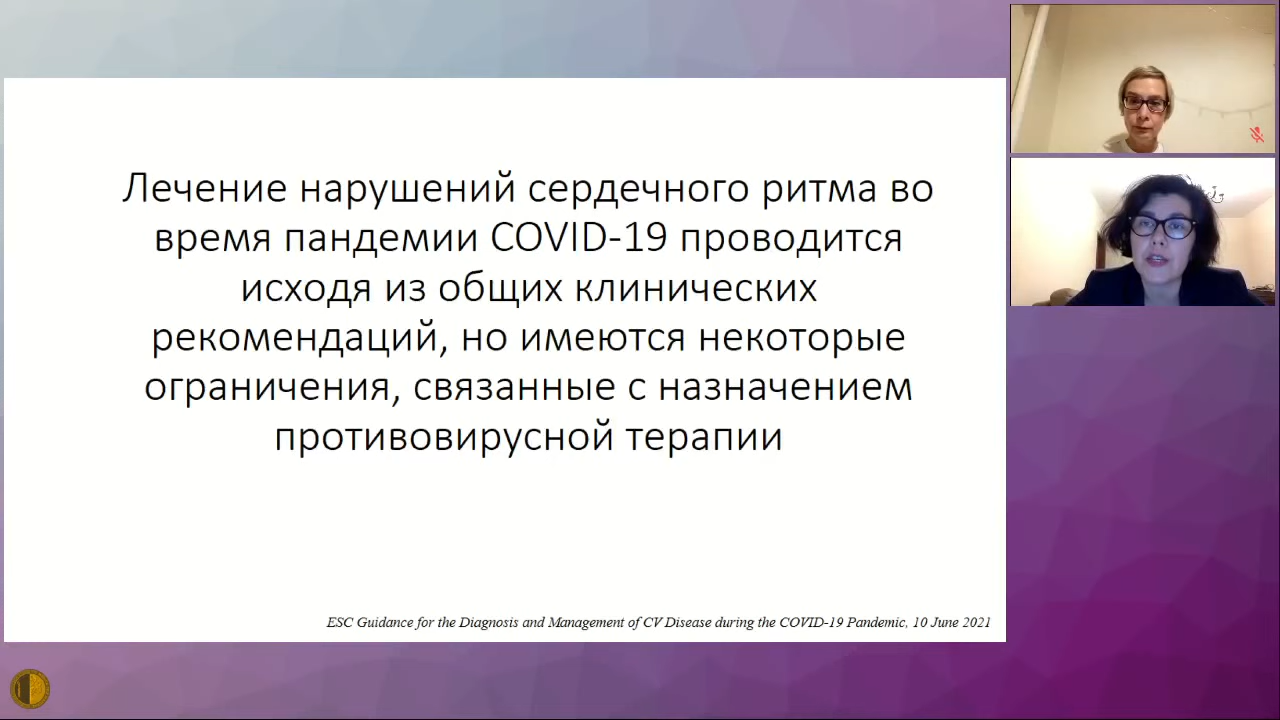 Лечение нарушений сердечного ритма во
время пандемии COVID-19 проводится
исходя из общих клинических
рекомендаций, но имеются некоторые
ограничения, связанные с назначением
противовирусной терапии
ESC Guidance for the Diagnosis and Management of CV Disease during the COVID-19 Pandemic, 10 June 2021